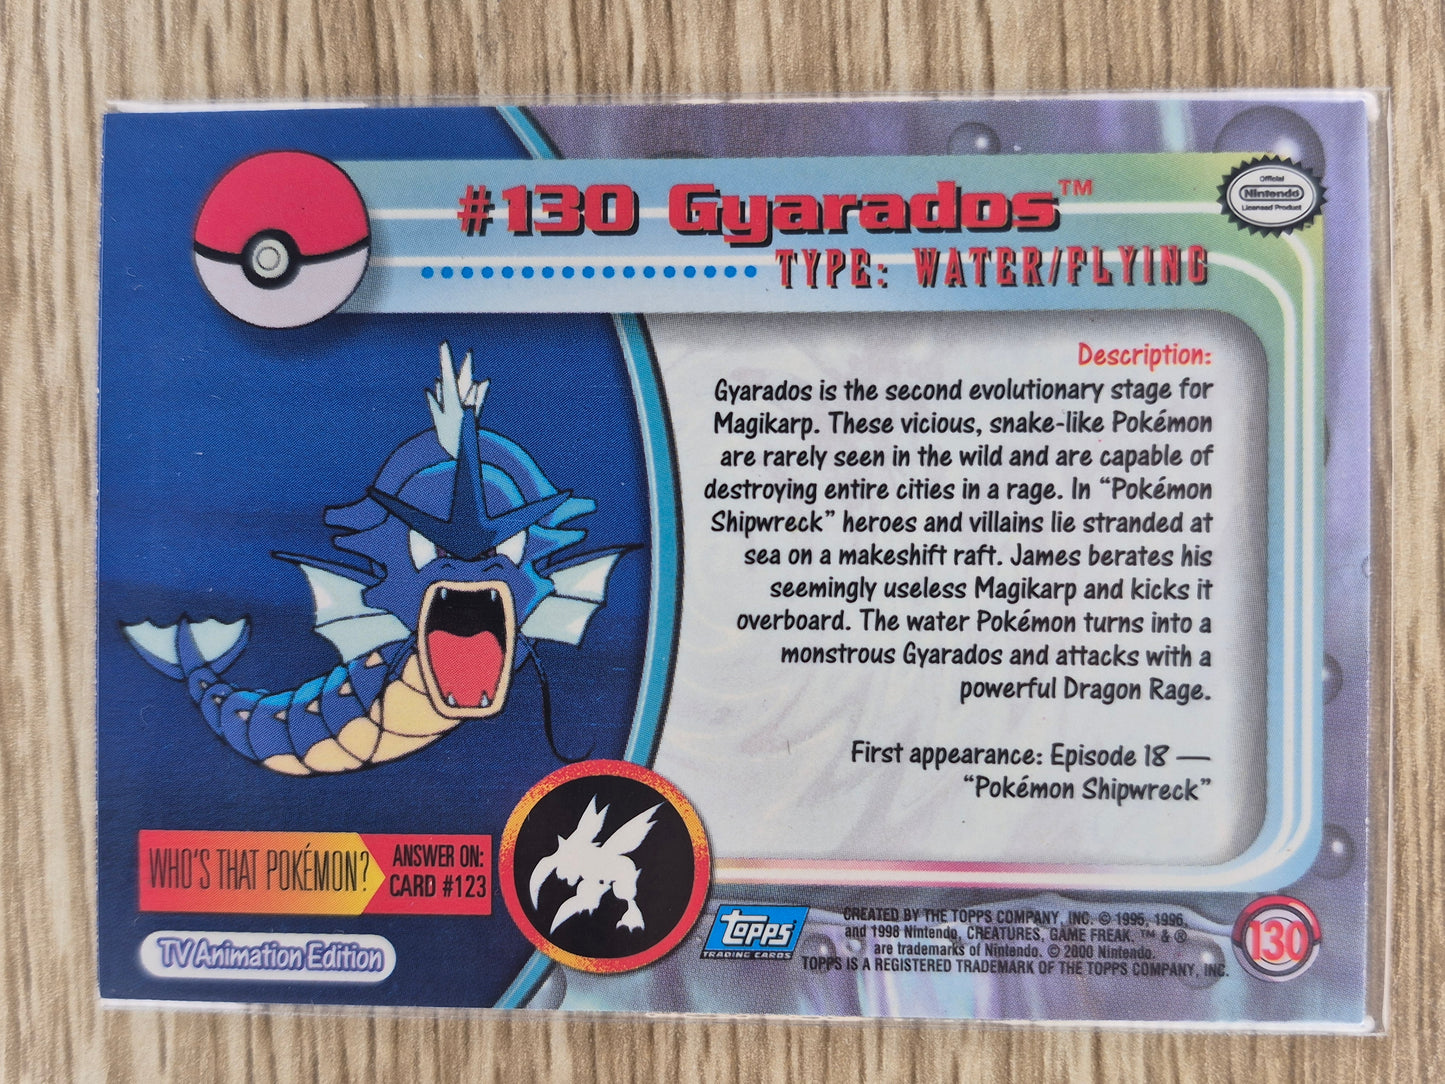 #130 Gyarados™
TYPE: WATER/FLYING
Official
Nintendo
Licensed Product
Description:
Gyarados is the second evolutionary stage for
Magikarp. These vicious, snake-like Pokémon
are rarely seen in the wild and are capable of
destroying entire cities in a rage. In “Pokémon
Shipwreck” heroes and villains lie stranded at
sea on a makeshift raft. James berates his
seemingly useless Magikarp and kicks it
overboard. The water Pokémon turns into a
monstrous Gyarados and attacks with a
powerful Dragon Rage.
First appearance: Episode 18 —
“Pokémon Shipwreck”
WHO'S THAT POKÉMON?
ANSWER ON:
CARD #123
TV Animation Edition
topps
TRADING CARDS
CREATED BY THE TOPPS COMPANY, INC. © 1995, 1996,
and 1998 Nintendo, CREATURES, GAME FREAK. ™ & ®
are trademarks of Nintendo. © 2000 Nintendo.
TOPPS IS A REGISTERED TRADEMARK OF THE TOPPS COMPANY, INC.
130